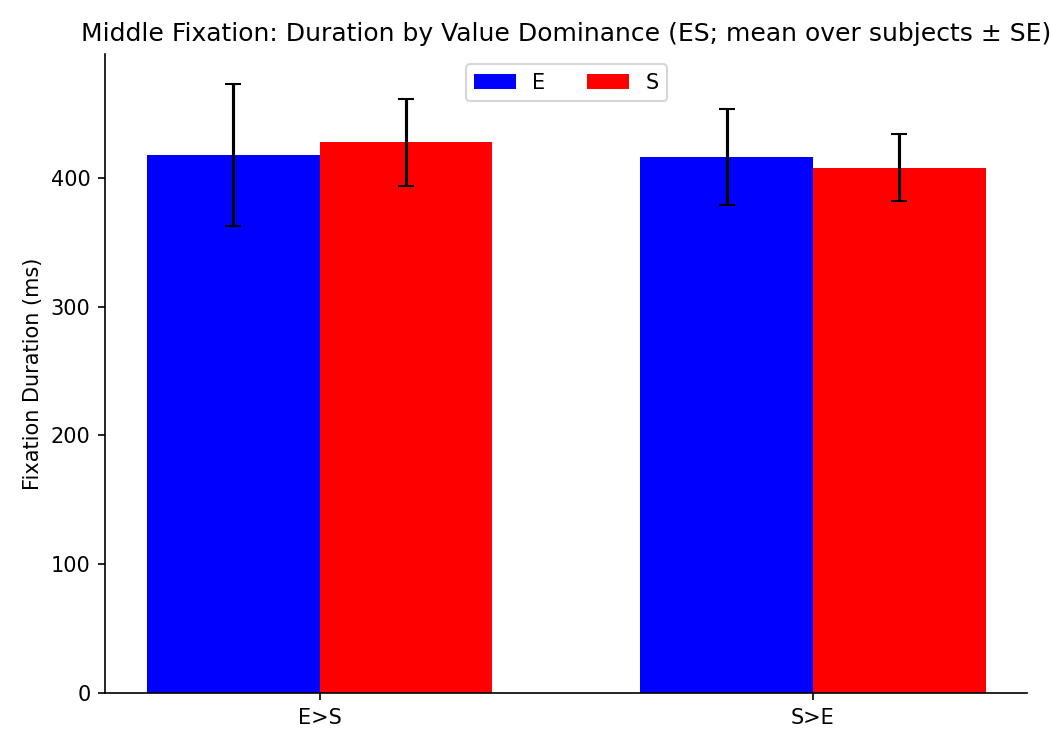 Middle Fixation: Duration by Value Dominance (ES; mean over subjects ± SE)
E S
Fixation Duration (ms)
400
300
200
100
0
E>S S>E